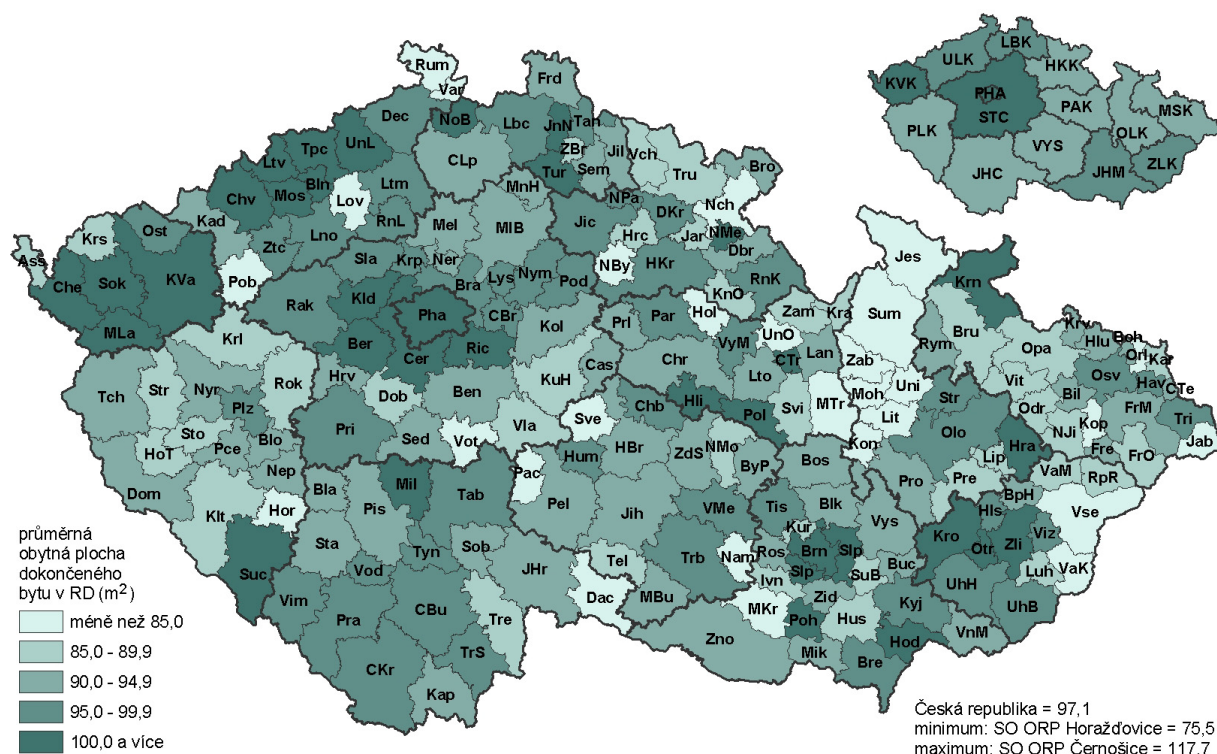 Rum
Var
Frd
Dec
NoB
Lbc
JnN
Tan
ZBr
Jil
Vch
Sem
Tur
CLp
UnL
Tpc
Ltv
Bln
Mos
Chv
Lov
Ltm
RnL
Lno
Kad
Ztc
Pob
MnH
MIB
Mel
Ner
Krp
Sla
Bra
Lys
Nym
Pod
Jic
NPa
Tru
Bro
Nch
DKr
Hrc
Jar
NMe
Dbr
NBy
HKr
RnK
KnO
Ass
Krs
Ost
Che
Sok
KVa
MLa
Rak
Kld
Pha
CBr
Ber
Cer
Ric
Kol
KuH
Cas
Prl
Par
Hol
VyM
UnO
Zam
Kra
CTr
Lan
Chr
Lto
Svi
MTr
Hli
Pol
Jes
Sum
Zab
Moh
Uni
Lit
Kon
Krn
Bru
Rym
Str
Olo
Pro
Pre
Lip
Hra
Opa
Vit
Odr
Krv
Hlu
Boh
Orl
Kar
Osv
Hav
CTe
Bil
FrM
Tri
Kop
Jab
NJi
Fre
FrO
VaM
RpR
Krl
Tch
Str
Nyr
Plz
Rok
Sto
HoT
Pce
Blo
Nep
Dom
Klt
Hor
Suc
Hrv
Dob
Ben
Pri
Sed
Vot
Vla
Sve
Chb
HBr
ZdS
NMo
ByP
Pac
Hum
Pel
Jih
VMe
Tel
Trb
Nam
Dac
MBu
Bla
Mil
Pis
Tab
Sta
Vod
Tyn
Sob
JHr
Vim
Pra
CBu
Tre
TrS
CKr
Kap
Bos
Blk
Tis
Kur
Vys
Ros
Brn
Slp
Slp
Ivn
SuB
Buc
Zid
MKr
Poh
Hus
Kyj
Zno
Mik
Hod
Bre
VnM
BpH
Hls
Kro
Otr
Zli
Viz
Vse
VaK
Luh
UhH
UhB
LBK
ULK
HKK
KVK
PHA
STC
PAK
MSK
PLK
OLK
VYS
JHC
JHM
ZLK
průměrná
obytná plocha
dokončeného
bytu v RD (m²)
méně než 85,0
85,0 - 89,9
90,0 - 94,9
95,0 - 99,9
100,0 a více
Česká republika = 97,1
minimum: SO ORP Horažďovice = 75,5
maximum: SO ORP Černošice = 117,7